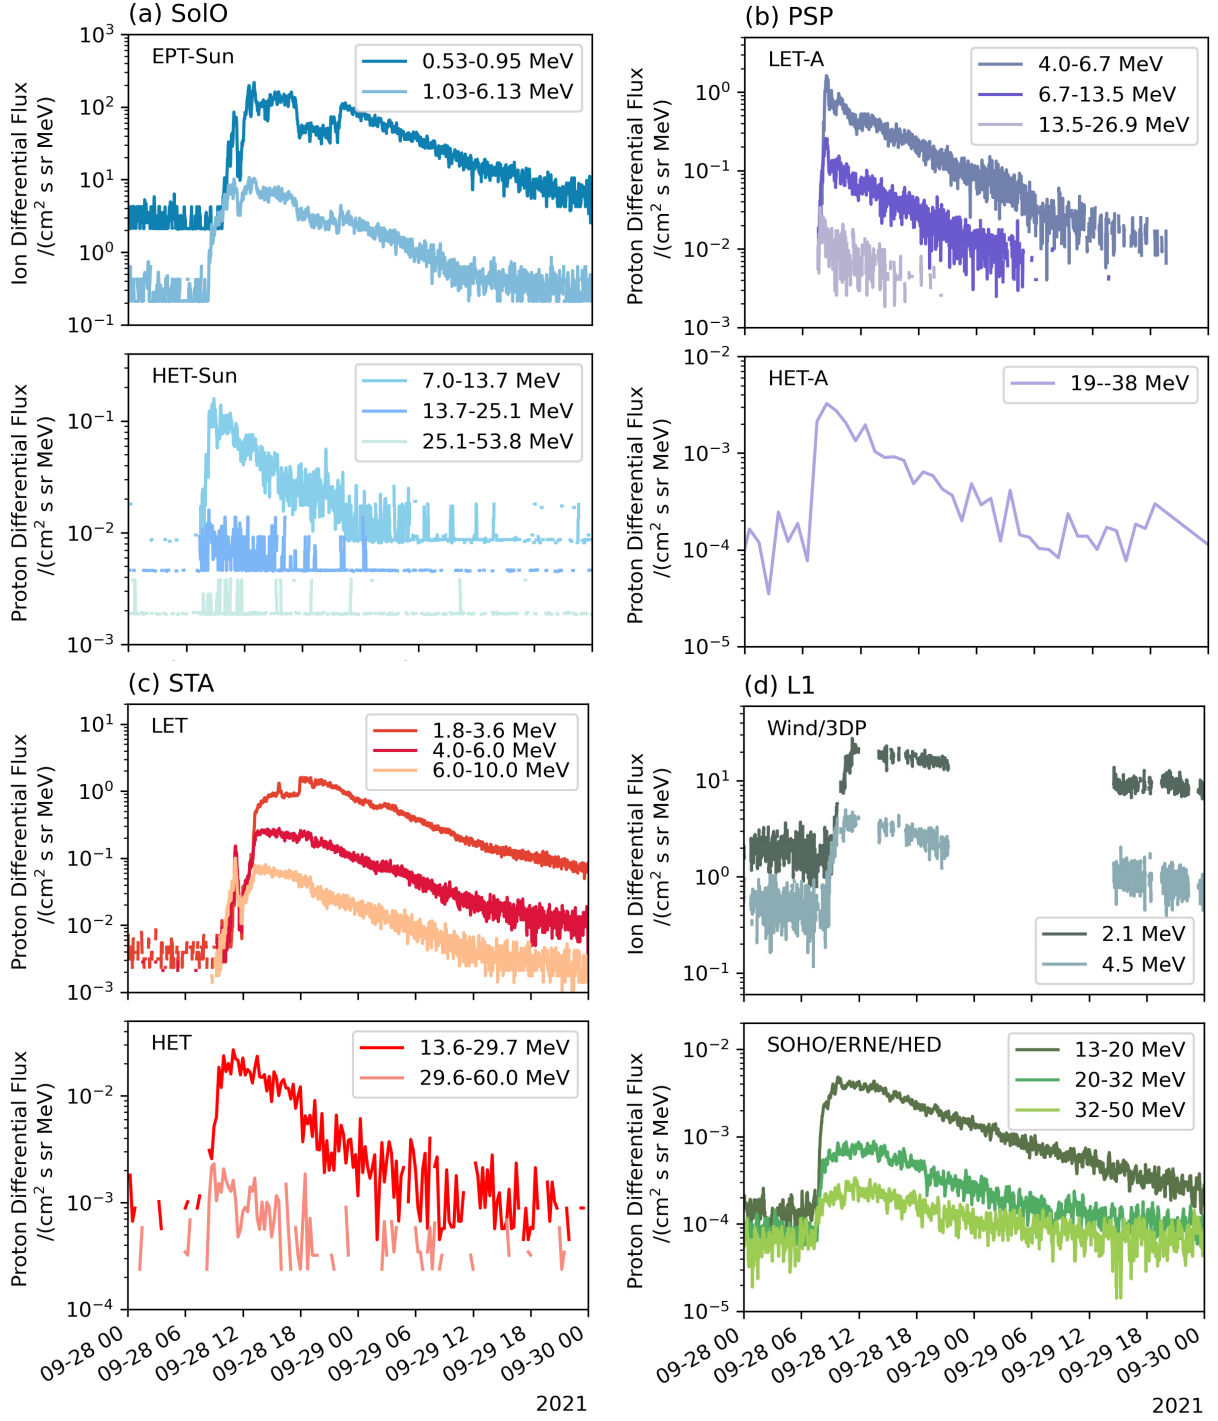 (a) SolO
EPT-Sun
0.53-0.95 MeV
1.03-6.13 MeV
Ion Differential Flux
/(cm² s sr MeV)
10³
10²
10¹
10⁰
10⁻¹
HET-Sun
7.0-13.7 MeV
13.7-25.1 MeV
25.1-53.8 MeV
Proton Differential Flux
/(cm² s sr MeV)
10⁻¹
10⁻²
10⁻³
(b) PSP
LET-A
4.0-6.7 MeV
6.7-13.5 MeV
13.5-26.9 MeV
Proton Differential Flux
/(cm² s sr MeV)
10⁰
10⁻¹
10⁻²
10⁻³
HET-A
19--38 MeV
Proton Differential Flux
/(cm² s sr MeV)
10⁻²
10⁻³
10⁻⁴
10⁻⁵
(c) STA
LET
1.8-3.6 MeV
4.0-6.0 MeV
6.0-10.0 MeV
Proton Differential Flux
/(cm² s sr MeV)
10¹
10⁰
10⁻¹
10⁻²
10⁻³
HET
13.6-29.7 MeV
29.6-60.0 MeV
Proton Differential Flux
/(cm² s sr MeV)
10⁻²
10⁻³
10⁻⁴
09-28 00
09-28 06
09-28 12
09-28 18
09-29 00
09-29 06
09-29 12
09-29 18
09-30 00
2021
(d) L1
Wind/3DP
2.1 MeV
4.5 MeV
Ion Differential Flux
/(cm² s sr MeV)
10¹
10⁰
10⁻¹
SOHO/ERNE/HED
13-20 MeV
20-32 MeV
32-50 MeV
Proton Differential Flux
/(cm² s sr MeV)
10⁻²
10⁻³
10⁻⁴
10⁻⁵
09-28 00
09-28 06
09-28 12
09-28 18
09-29 00
09-29 06
09-29 12
09-29 18
09-30 00
2021